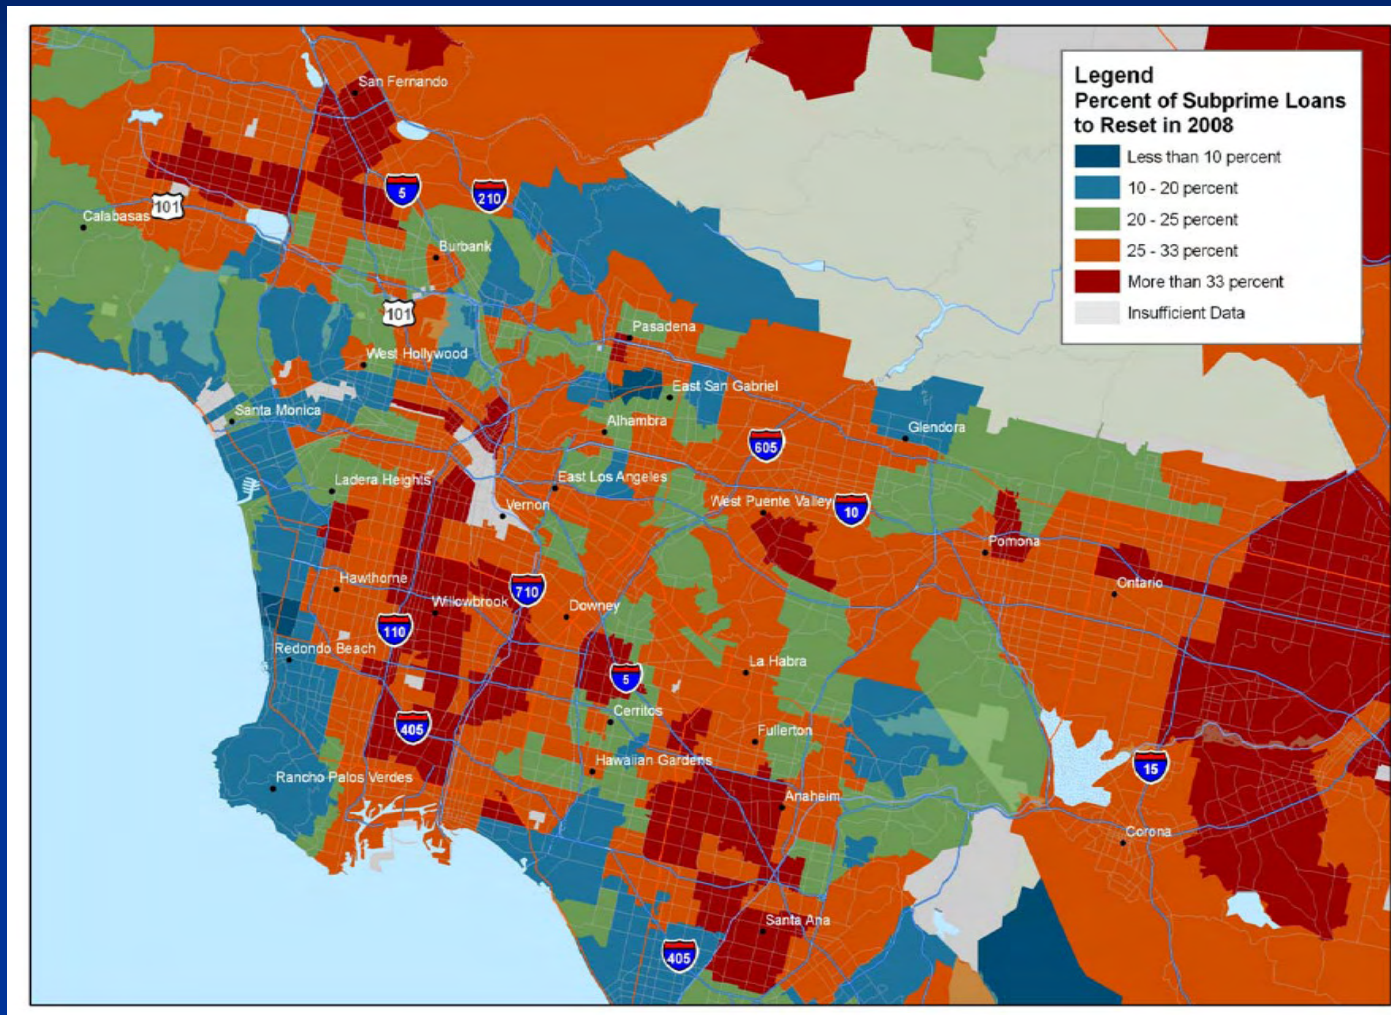 Legend
Percent of Subprime Loans
to Reset in 2008
Less than 10 percent
10 - 20 percent
20 - 25 percent
25 - 33 percent
More than 33 percent
Insufficient Data
San Fernando
5
210
101
Calabasas
Burbank
101
Pasadena
West Hollywood
East San Gabriel
Santa Monica
Alhambra
Glendora
605
Ladera Heights
East Los Angeles
West Puente Valley
10
Vernon
Pomona
Hawthorne
710
Ontario
Willowbrook
Downey
110
Redondo Beach
La Habra
5
Cerritos
405
Fullerton
Hawaiian Gardens
15
Rancho Palos Verdes
Anaheim
Corona
Santa Ana
405